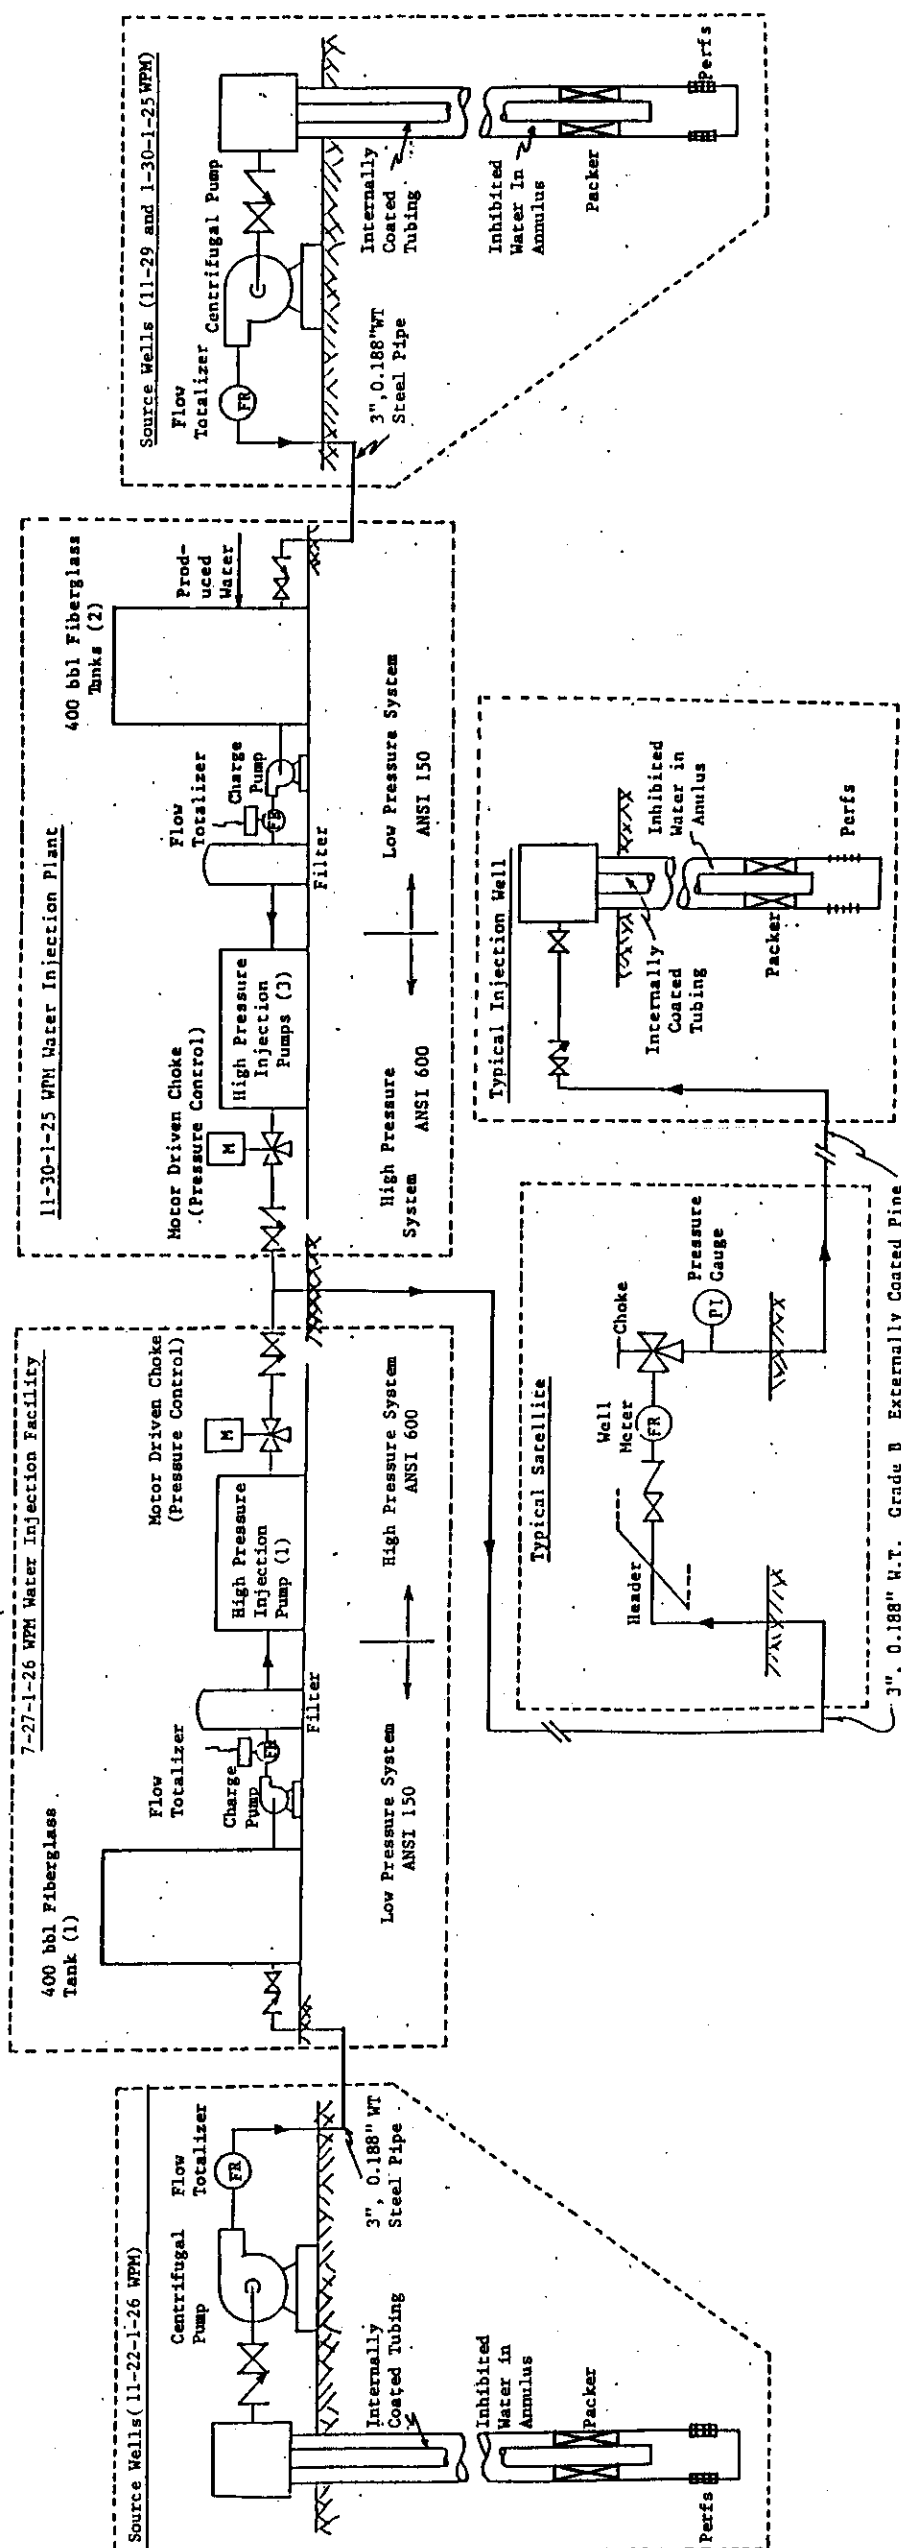 Source Wells( 11-22-1-26 WPM)
Centrifugal
Pump
Flow
Totalizer
FR
3", 0.188" WT
Steel Pipe
Internally
Coated Tubing
Inhibited
Water in
Annulus
Packer
Perfs
7-27-1-26 WPM Water Injection Facility
400 bbl Fiberglass
Tank (1)
Flow
Totalizer
Charge
Pump
FR
Filter
High Pressure
Injection
Pump (1)
Motor Driven Choke
(Pressure Control)
M
Low Pressure System
ANSI 150
High Pressure System
ANSI 600
11-30-1-25 WPM Water Injection Plant
Motor Driven Choke
(Pressure Control)
M
High Pressure
Injection
Pumps (3)
Filter
Flow
Totalizer
Charge
Pump
FR
400 bbl Fiberglass
Tanks (2)
Prod-
uced
Water
High Pressure
System
ANSI 600
Low Pressure System
ANSI 150
Source Wells (11-29 and 1-30-1-25 WPM)
Flow
Totalizer
FR
Centrifugal Pump
3",0.188"WT
Steel Pipe
Internally
Coated
Tubing
Inhibited
Water In
Annulus
Packer
Perfs
Typical Satellite
Header
Well
Meter
FR
Choke
Pressure
Gauge
PI
3", 0.188" W.T. Grade B Externally Coated Pipe
Typical Injection Well
Internally
Coated
Tubing
Inhibited
Water in
Anulus
Packer
Perfs